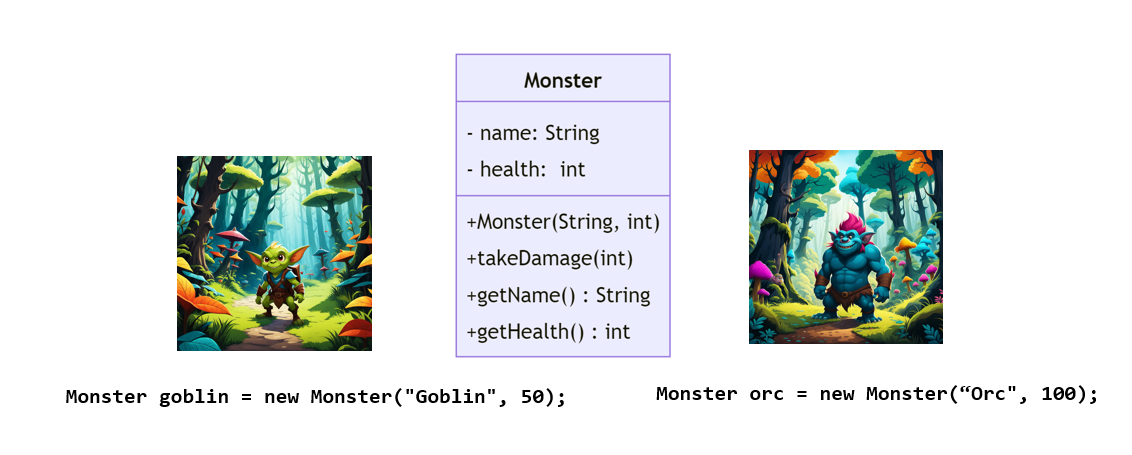 Monster
- name: String
- health:  int
+Monster(String, int)
+takeDamage(int)
+getName() : String
+getHealth() : int
Monster goblin = new Monster("Goblin", 50);
Monster orc = new Monster(“Orc", 100);